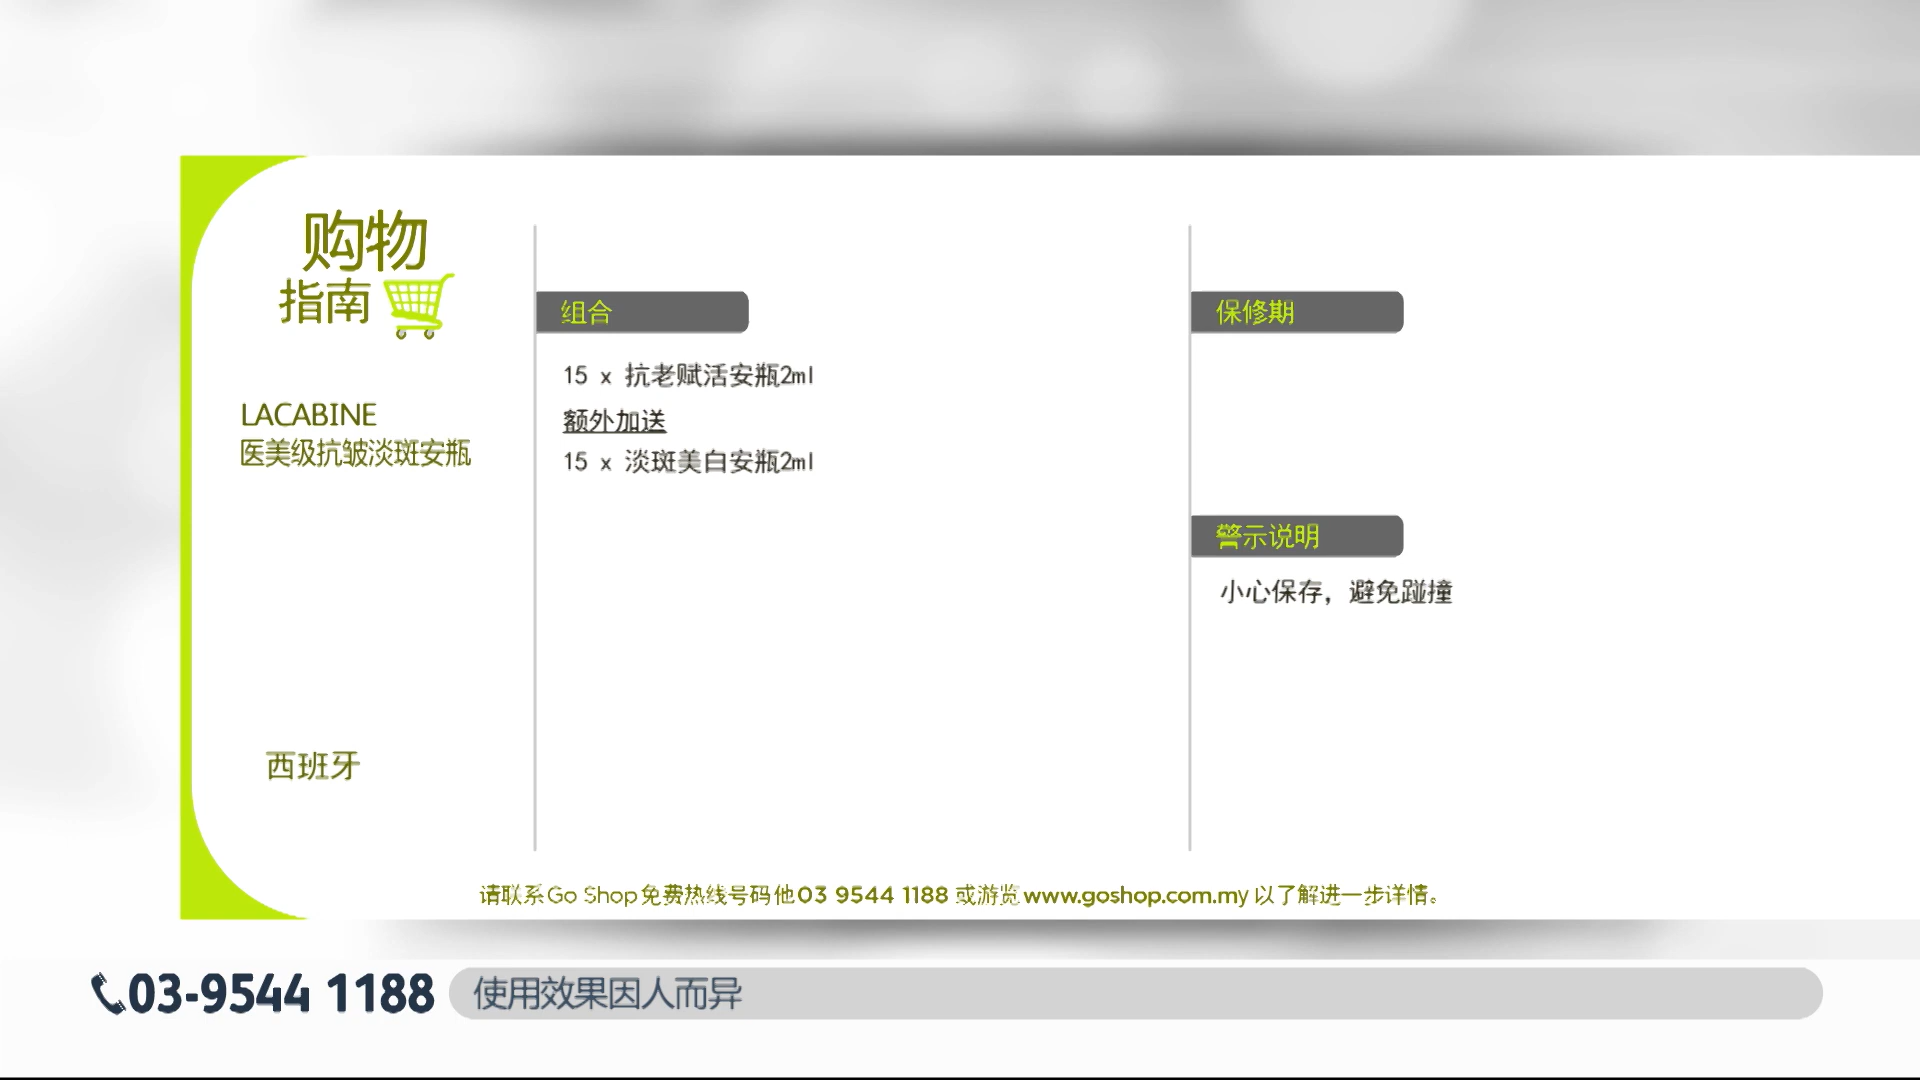 购物
指南
LACABINE
医美级抗皱淡斑安瓶
西班牙
组合
15 x 抗老赋活安瓶2ml
额外加送
15 x 淡斑美白安瓶2ml
保修期
警示说明
小心保存，避免碰撞
请联系Go Shop免费热线号码他03 9544 1188 或游览www.goshop.com.my 以了解进一步详情。
03-9544 1188
使用效果因人而异